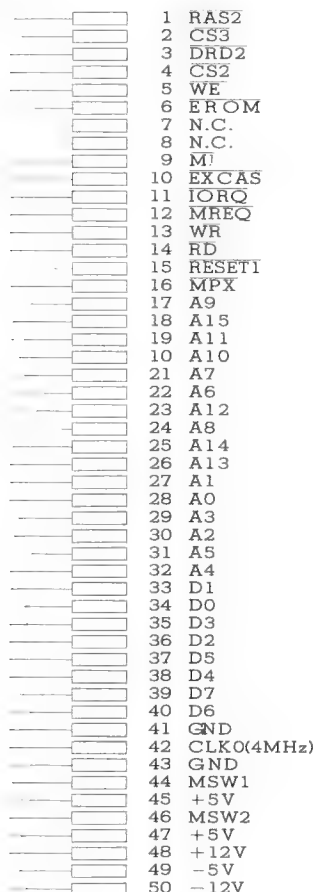 1 RAS2
2 CS3
3 DRD2
4 CS2
5 WE
6 EROM
7 N.C.
8 N.C.
9 M1
10 EXCAS
11 IORQ
12 MREQ
13 WR
14 RD
15 RESET1
16 MPX
17 A9
18 A15
19 A11
10 A10
21 A7
22 A6
23 A12
24 A8
25 A14
26 A13
27 A1
28 A0
29 A3
30 A2
31 A5
32 A4
33 D1
34 D0
35 D3
36 D2
37 D5
38 D4
39 D7
40 D6
41 GND
42 CLKO(4MHz)
43 GND
44 MSW1
45 +5V
46 MSW2
47 +5V
48 +12V
49 -5V
50 -12V